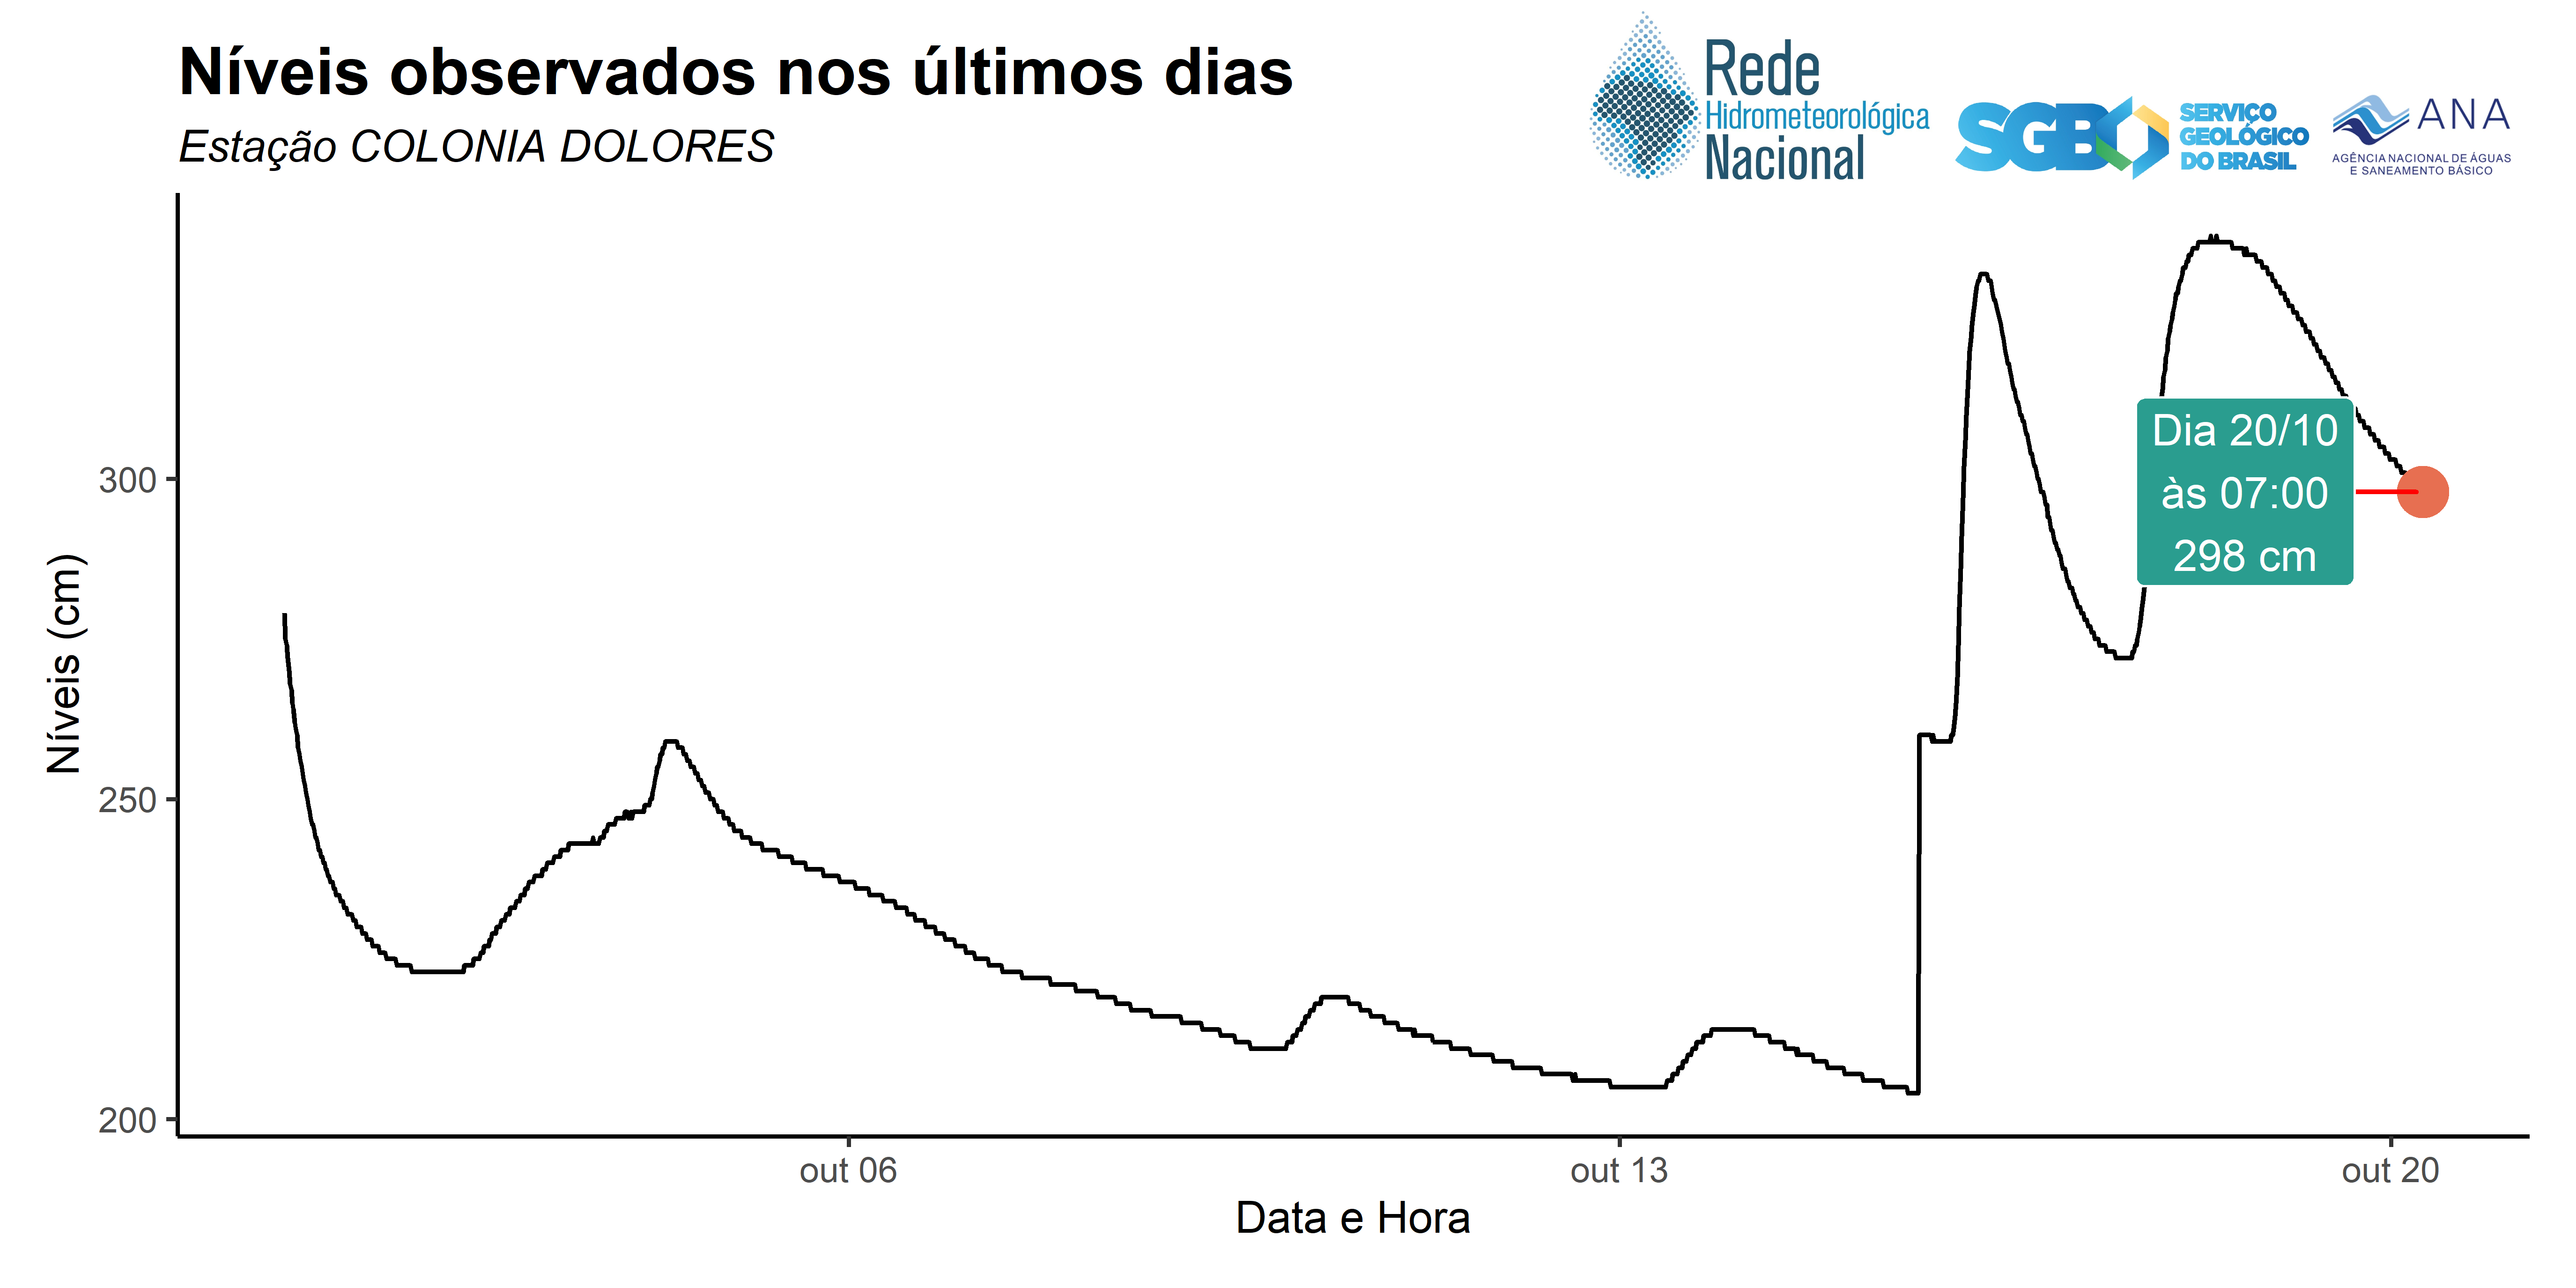 Níveis observados nos últimos dias
Estação COLONIA DOLORES
Rede
Hidrometeorológica
Nacional
SGB
SERVIÇO
GEOLÓGICO
DO BRASIL
ANA
AGÊNCIA NACIONAL DE ÁGUAS
E SANEAMENTO BÁSICO
Níveis (cm)
300
250
200
Dia 20/10
às 07:00
298 cm
out 06
out 13
out 20
Data e Hora